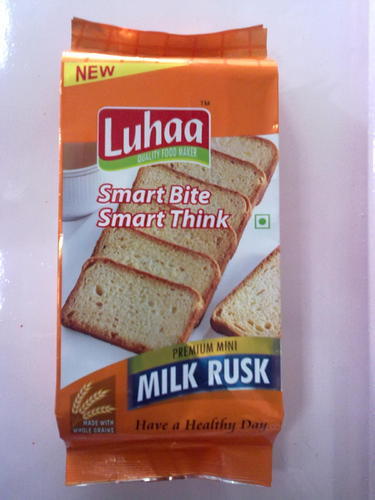 NEW
TM
Luhaa
QUALITY FOOD MAKER
Smart Bite
Smart Think
PREMIUM MINI
MILK RUSK
MADE WITH
WHOLE GRAINS
Have a Healthy Day...